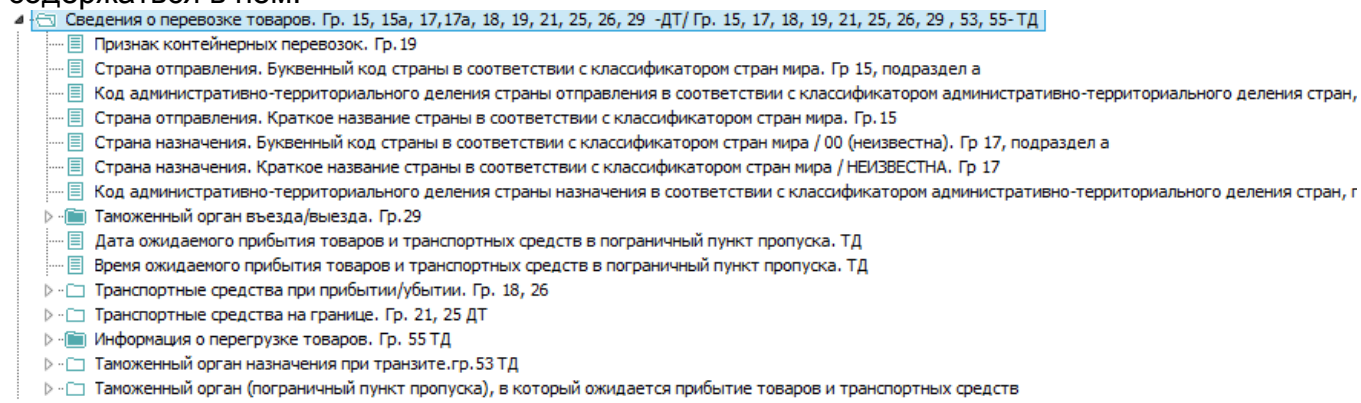 содержаться в нем.
Сведения о перевозке товаров. Гр. 15, 15а, 17,17а, 18, 19, 21, 25, 26, 29 -ДТ/ Гр. 15, 17, 18, 19, 21, 25, 26, 29 , 53, 55- ТД
Признак контейнерных перевозок. Гр.19
Страна отправления. Буквенный код страны в соответствии с классификатором стран мира. Гр 15, подраздел а
Код административно-территориального деления страны отправления в соответствии с классификатором административно-территориального деления стран,
Страна отправления. Краткое название страны в соответствии с классификатором стран мира. Гр.15
Страна назначения. Буквенный код страны в соответствии с классификатором стран мира / 00 (неизвестна). Гр 17, подраздел а
Страна назначения. Краткое название страны в соответствии с классификатором стран мира / НЕИЗВЕСТНА. Гр 17
Код административно-территориального деления страны назначения в соответствии с классификатором административно-территориального деления стран,
Таможенный орган въезда/выезда. Гр.29
Дата ожидаемого прибытия товаров и транспортных средств в пограничный пункт пропуска. ТД
Время ожидаемого прибытия товаров и транспортных средств в пограничный пункт пропуска. ТД
Транспортные средства при прибытии/убытии. Гр. 18, 26
Транспортные средства на границе. Гр. 21, 25 ДТ
Информация о перегрузке товаров. Гр. 55 ТД
Таможенный орган назначения при транзите.гр.53 ТД
Таможенный орган (пограничный пункт пропуска), в который ожидается прибытие товаров и транспортных средств